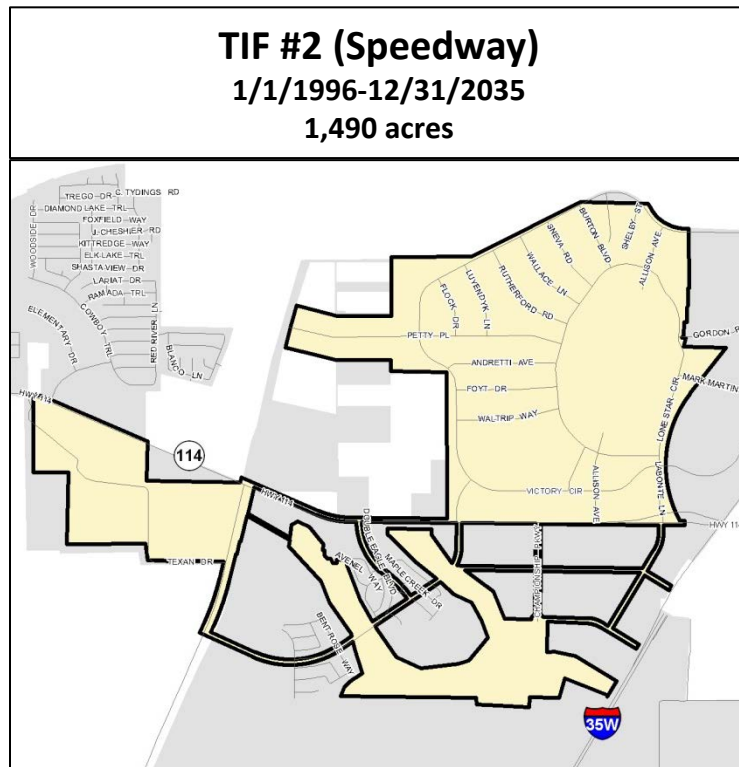 TIF #2 (Speedway)
1/1/1996-12/31/2035
1,490 acres
TREGO DR
C. TYDINGS RD
DIAMOND LAKE TRL
FOXFIELD WAY
J. CHESHIER RD
KITTREDGE WAY
ELK LAKE TRL
SHASTA VIEW DR
LARIAT DR
RAMADA TRL
WOODSIDE DR
ELEMENTARY DR
COWBOY TRL
RED RIVER LN
BLANCO LN
HWY 114
114
HWY 114
TEXAN DR
BURTON BLVD
SHELBY ST
ALLISON AVE
SNEVA RD
WALLACE LN
RUTHERFORD RD
LUYENDYK LN
FLOCK DR
PETTY PL
GORDON R
ANDRETTI AVE
FOYT DR
WALTRIP WAY
MARK MARTIN
LONE STAR CIR
VICTORY CIR
ALLISON AVE
LABONTE LN
HWY 114
DOUBLE EAGLE BLVD
AVENEL WAY
MAPLE CREEK DR
CHAMPIONSHIP PKWY
BENT ROSE WAY
35W